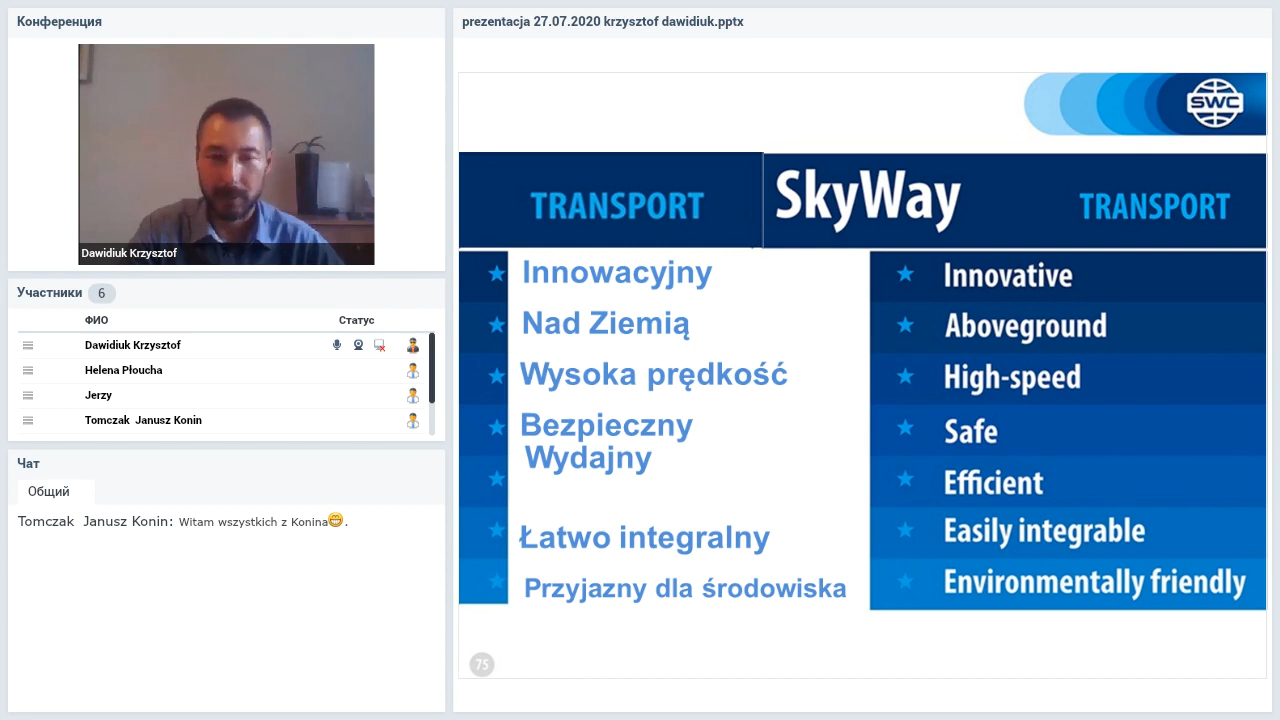 Конференция
Dawidiuk Krzysztof
Участники 6
ФИО Статус
Dawidiuk Krzysztof
Helena Płoucha
Jerzy
Tomczak Janusz Konin
Чат
Общий
Tomczak Janusz Konin: Witam wszystkich z Konina.
prezentacja 27.07.2020 krzysztof dawidiuk.pptx
SWC
TRANSPORT
SkyWay TRANSPORT
Innowacyjny
Nad Ziemią
Wysoka prędkość
Bezpieczny
Wydajny
Łatwo integralny
Przyjazny dla środowiska
Innovative
Aboveground
High-speed
Safe
Efficient
Easily integrable
Environmentally friendly
75